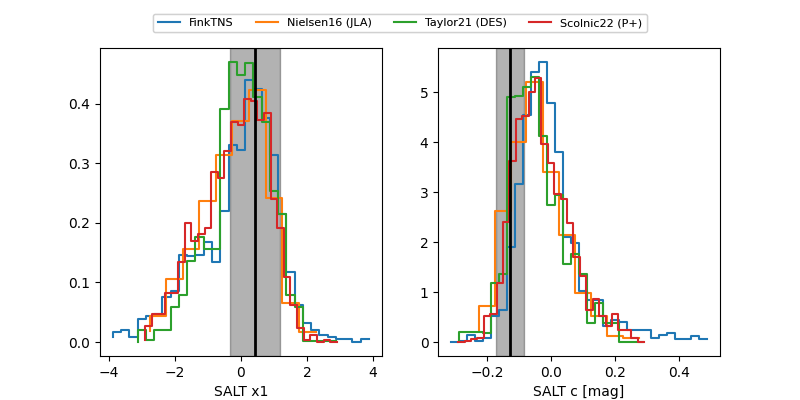 FinkTNS Nielsen16 (JLA) Taylor21 (DES) Scolnic22 (P+)
0.4
0.3
0.2
0.1
0.0
−4 −2 0 2 4
SALT x1
5
4
3
2
1
0
−0.2 0.0 0.2 0.4
SALT c [mag]